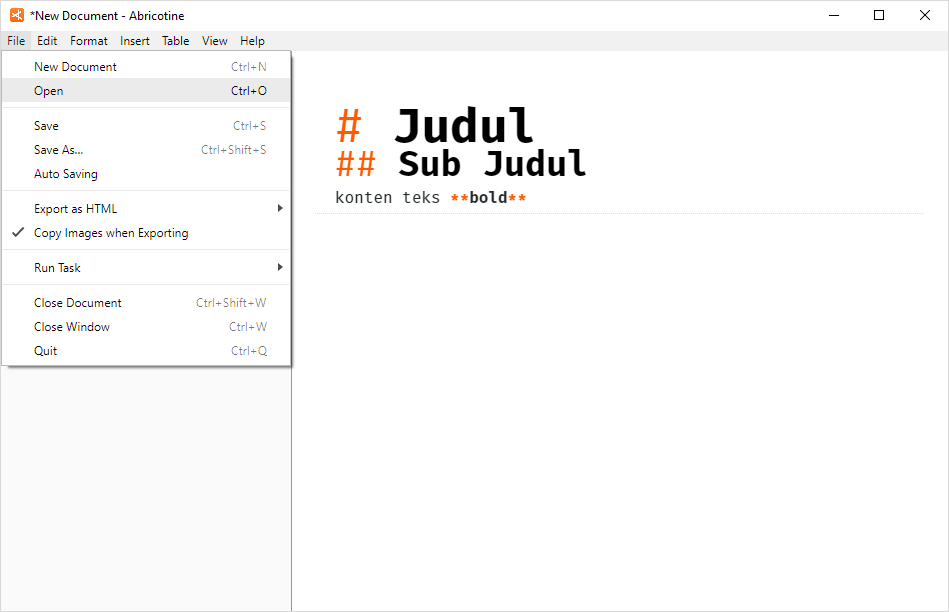 *New Document - Abricotine
File Edit Format Insert Table View Help
New Document Ctrl+N
Open Ctrl+O
Save Ctrl+S
Save As... Ctrl+Shift+S
Auto Saving
Export as HTML
Copy Images when Exporting
Run Task
Close Document Ctrl+Shift+W
Close Window Ctrl+W
Quit Ctrl+Q
# Judul
## Sub Judul
konten teks **bold**